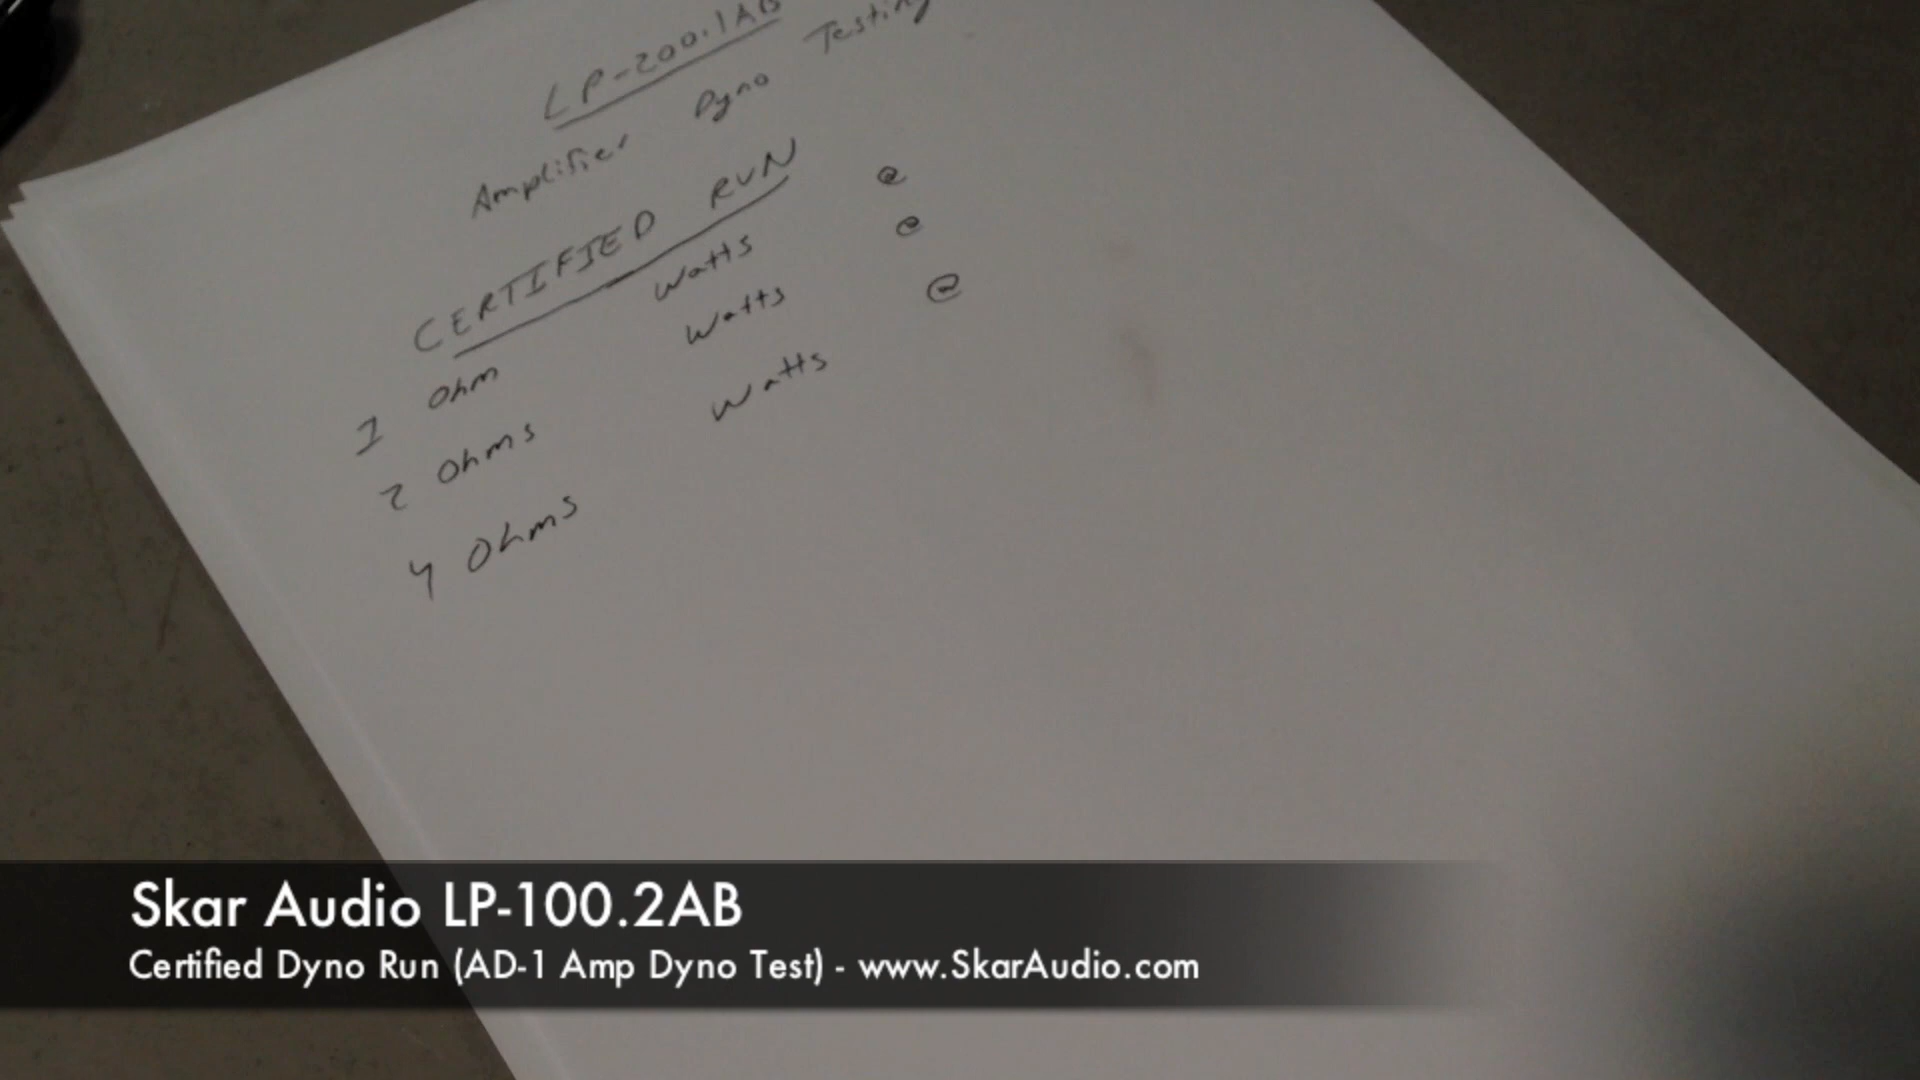 LP-200.1AB
Amplifier Dyno Testing
CERTIFIED RUN
1 Ohm Watts @
2 Ohms Watts @
4 Ohms Watts @
Skar Audio LP-100.2AB
Certified Dyno Run (AD-1 Amp Dyno Test) - www.SkarAudio.com